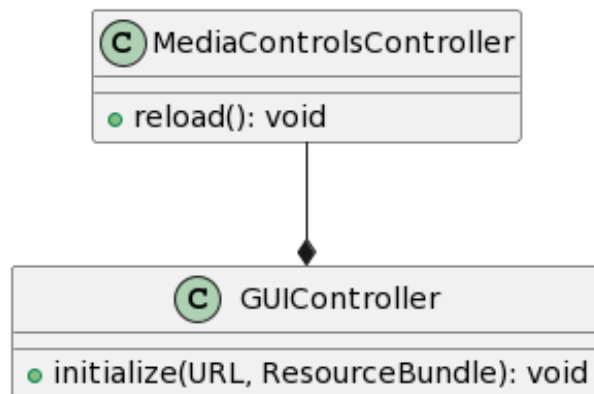 C MediaControlsController
reload(): void
C GUIController
initialize(URL, ResourceBundle): void